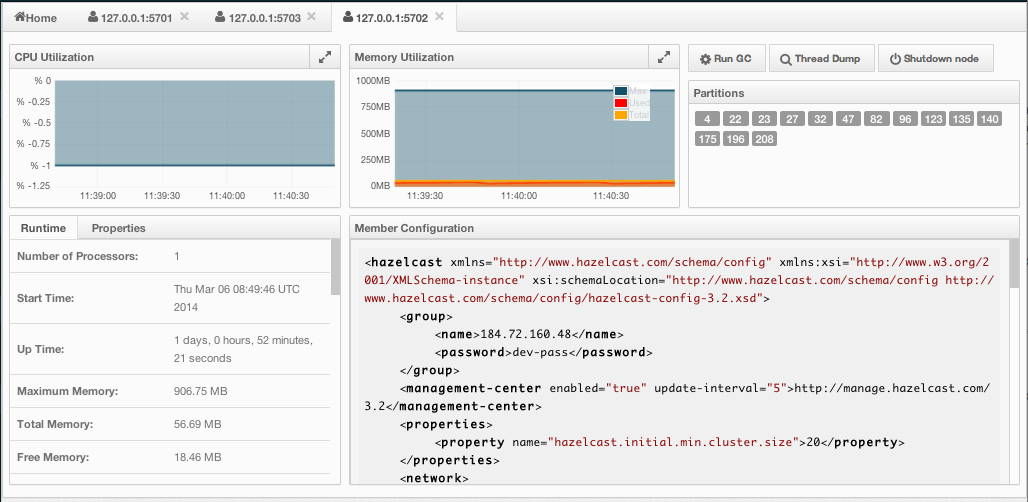 Home
127.0.0.1:5701
127.0.0.1:5703
127.0.0.1:5702
CPU Utilization
% 0
% -0.25
% -0.5
% -0.75
% -1
% -1.25
11:39:00
11:39:30
11:40:00
11:40:30
Memory Utilization
1000MB
750MB
500MB
250MB
0MB
Max
Used
Total
11:39:30
11:40:00
11:40:30
Run GC
Thread Dump
Shutdown node
Partitions
4 22 23 27 32 47 82 96 123 135 140
175 196 208
Runtime
Properties
Number of Processors: 1
Start Time: Thu Mar 06 08:49:46 UTC
2014
Up Time: 1 days, 0 hours, 52 minutes,
21 seconds
Maximum Memory: 906.75 MB
Total Memory: 56.69 MB
Free Memory: 18.46 MB
Member Configuration
<hazelcast xmlns="http://www.hazelcast.com/schema/config" xmlns:xsi="http://www.w3.org/2
001/XMLSchema-instance" xsi:schemaLocation="http://www.hazelcast.com/schema/config http://
www.hazelcast.com/schema/config/hazelcast-config-3.2.xsd">
<group>
<name>184.72.160.48</name>
<password>dev-pass</password>
</group>
<management-center enabled="true" update-interval="5">http://manage.hazelcast.com/
3.2</management-center>
<properties>
<property name="hazelcast.initial.min.cluster.size">20</property>
</properties>
<network>